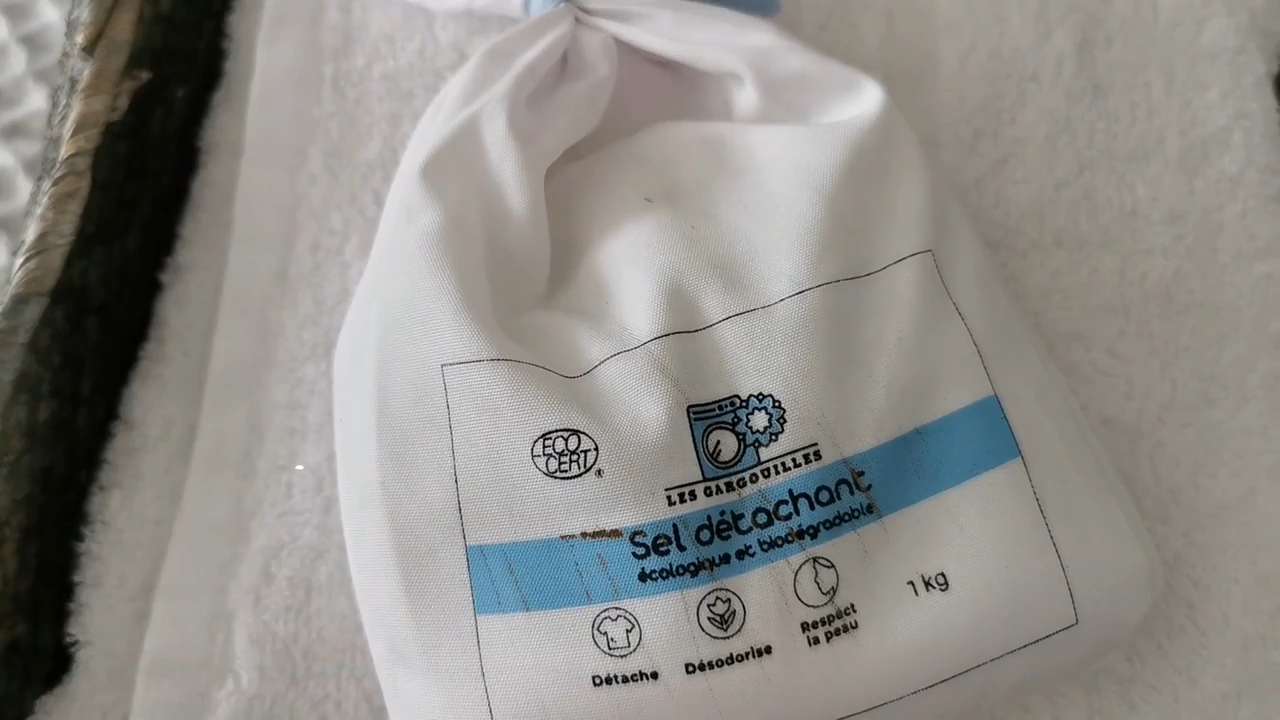 ECO
CERT
LES GARGOUILLES
Sel détachant
écologique et biodégradable
1 kg
Détache
Désodorise
Respect
la peau